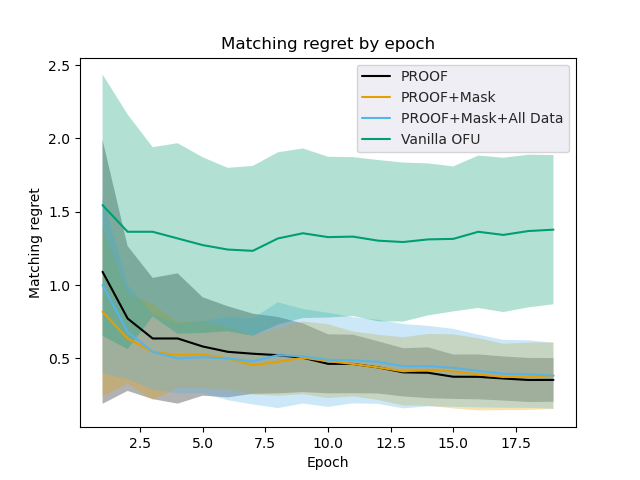 Matching regret by epoch
2.5
2.0
1.5
1.0
0.5
Matching regret
PROOF
PROOF+Mask
PROOF+Mask+All Data
Vanilla OFU
2.5 5.0 7.5 10.0 12.5 15.0 17.5
Epoch